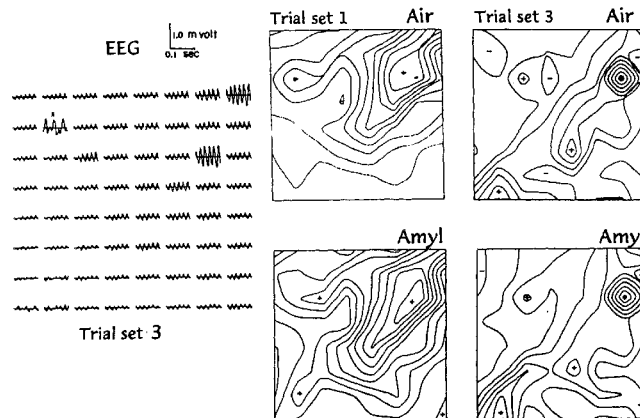 Trial set 1 Air
Trial set 3 Air
EEG
1.0 m volt
0.1 sec
Amyl
Amy
Trial set 3